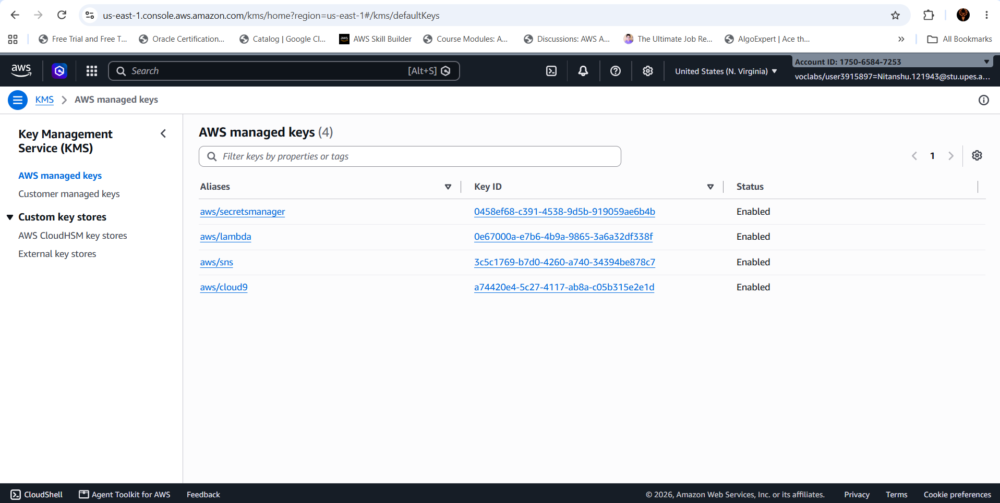 us-east-1.console.aws.amazon.com/kms/home?region=us-east-1#/kms/defaultKeys
Free Trial and Free T... Oracle Certification... Catalog | Google Cl... aws AWS Skill Builder Course Modules: A... Discussions: AWS A... The Ultimate Job Re... AlgoExpert | Ace th... » All Bookmarks
aws Search [Alt+S] United States (N. Virginia) Account ID: 1750-6584-7253
voclabs/user3915897=Nitanshu.121943@stu.upes.a...
KMS AWS managed keys
Key Management
Service (KMS)
AWS managed keys
Customer managed keys
Custom key stores
AWS CloudHSM key stores
External key stores
AWS managed keys (4)
Filter keys by properties or tags
1
Aliases Key ID Status
aws/secretsmanager 0458ef68-c391-4538-9d5b-919059ae6b4b Enabled
aws/lambda 0e67000a-e7b6-4b9a-9865-3a6a32df338f Enabled
aws/sns 3c5c1769-b7d0-4260-a740-34394be878c7 Enabled
aws/cloud9 a74420e4-5c27-4117-ab8a-c05b315e2e1d Enabled
CloudShell Agent Toolkit for AWS Feedback © 2026, Amazon Web Services, Inc. or its affiliates. Privacy Terms Cookie preferences